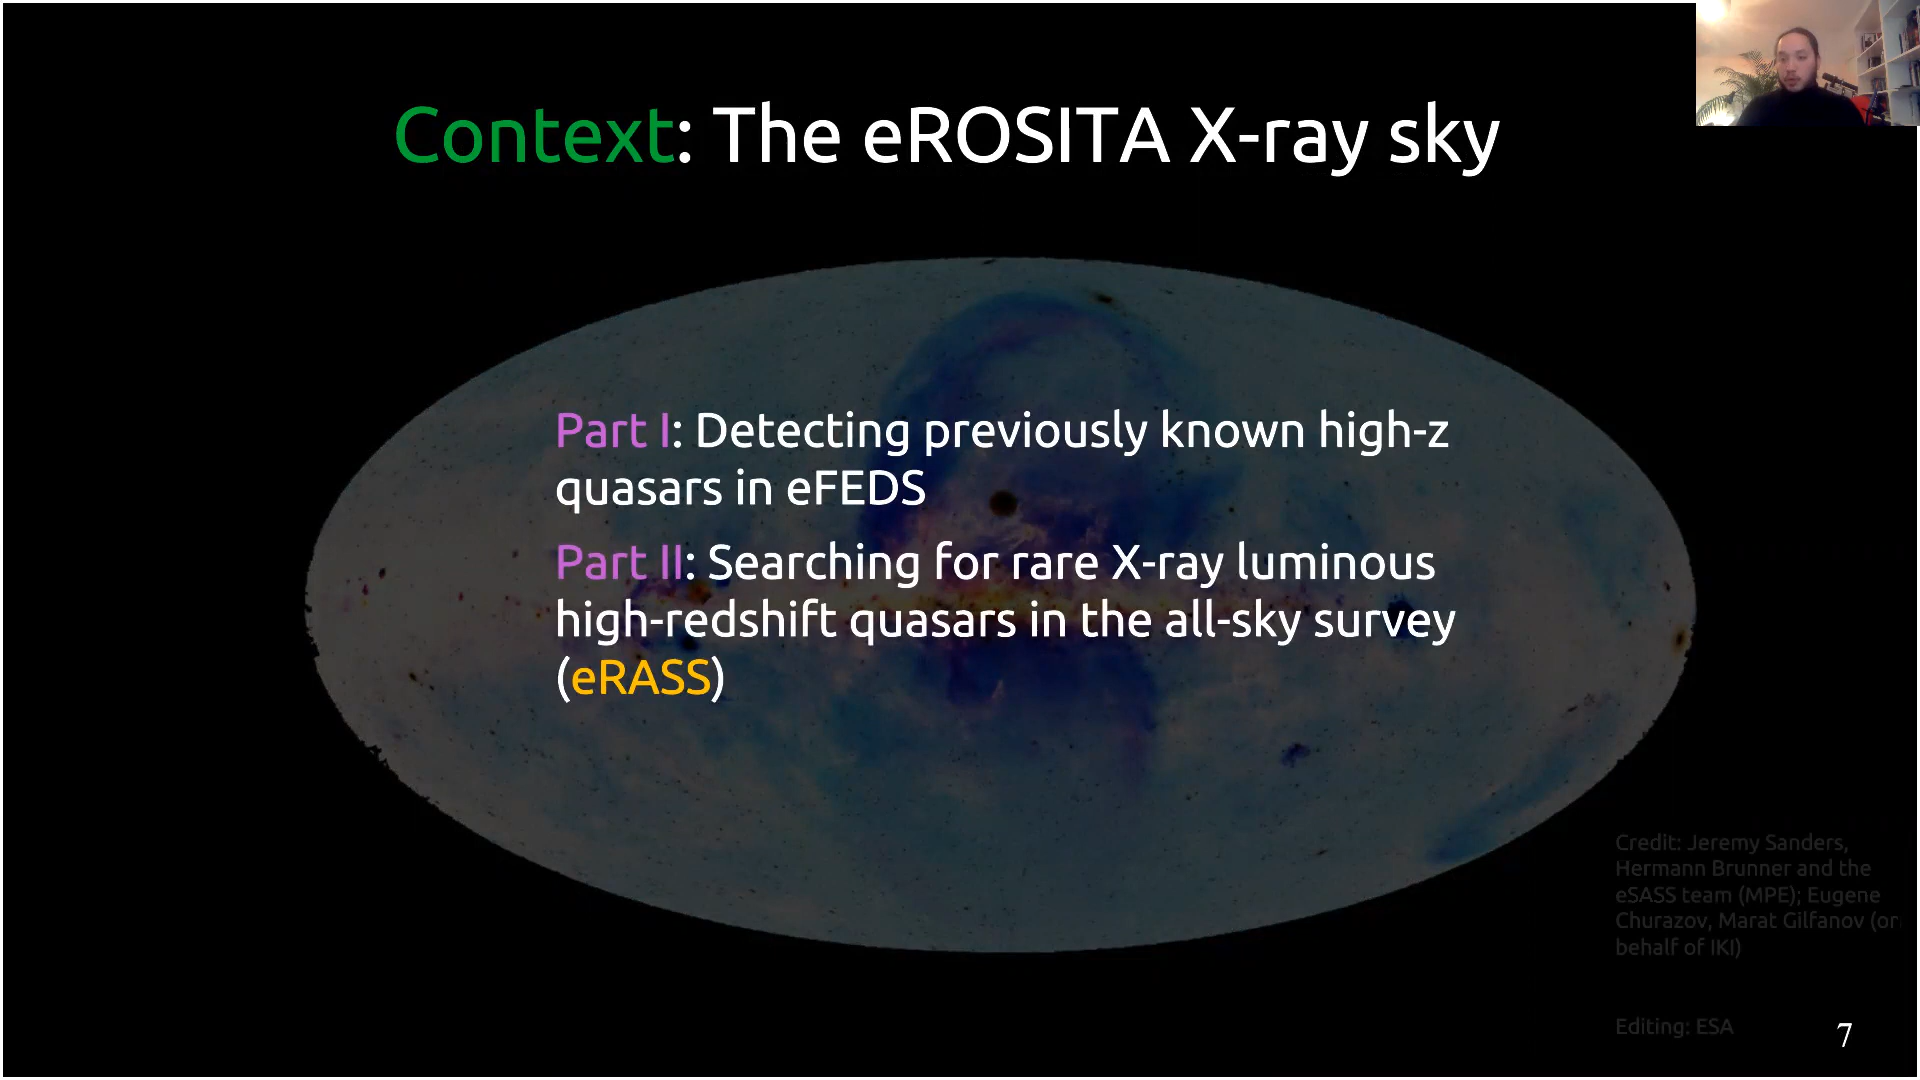 Context: The eROSITA X-ray sky
Part I: Detecting previously known high-z
quasars in eFEDS
Part II: Searching for rare X-ray luminous
high-redshift quasars in the all-sky survey
(eRASS)
Credit: Jeremy Sanders,
Hermann Brunner and the
eSASS team (MPE); Eugene
Churazov, Marat Gilfanov (on
behalf of IKI)
Editing: ESA
7